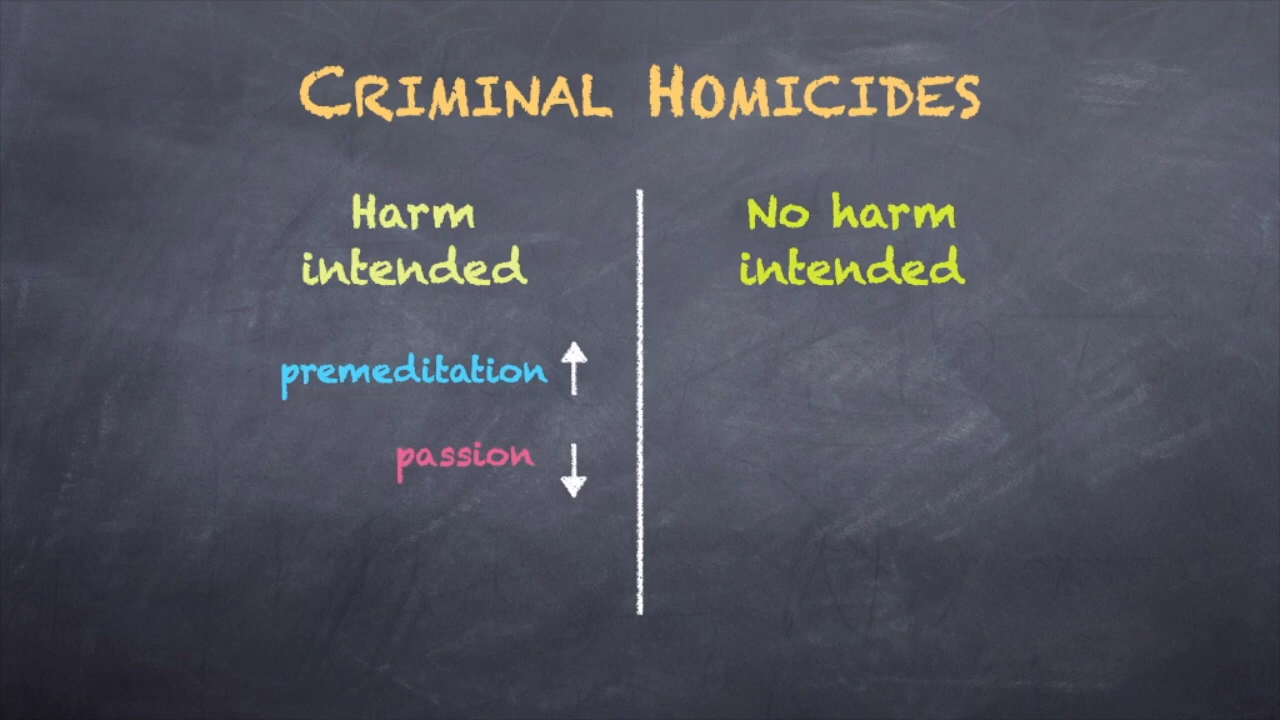 CRIMINAL HOMICIDES
Harm
intended
premeditation
passion
No harm
intended